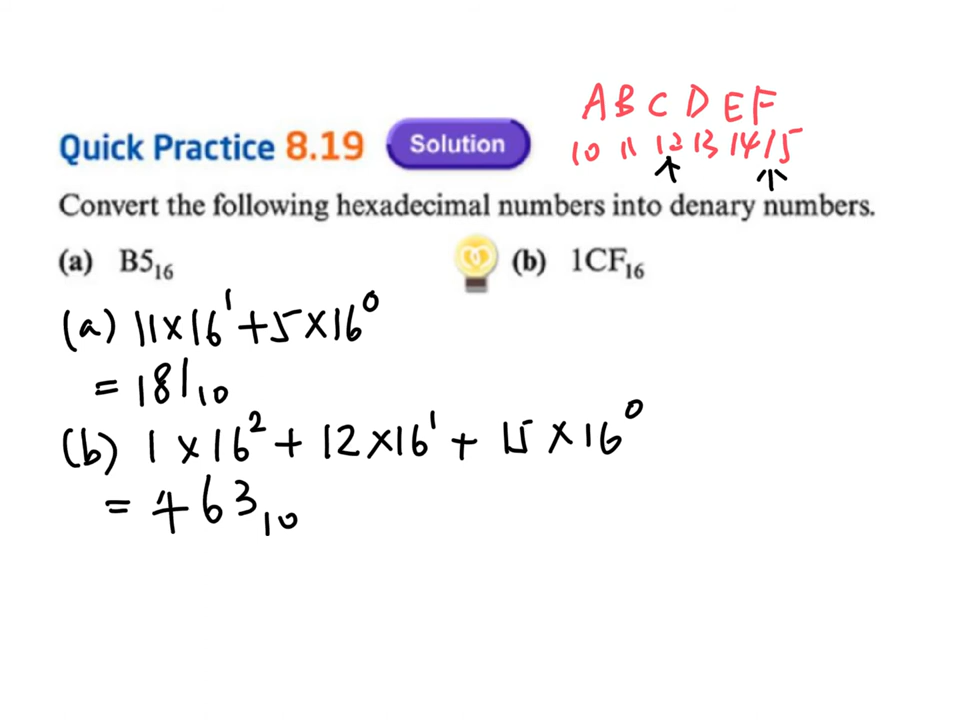 A B C D E F
10 11 12 13 14 15
Quick Practice 8.19 Solution
Convert the following hexadecimal numbers into denary numbers.
(a) B5₁₆ (b) 1CF₁₆
(a) 11×16¹+5×16⁰
= 181₁₀
(b) 1×16²+12×16¹+15×16⁰
= 463₁₀